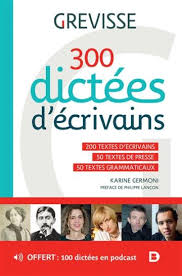 GREVISSE
300
dictées
d'écrivains
200 TEXTES D'ÉCRIVAINS
50 TEXTES DE PRESSE
50 TEXTES GRAMMATICAUX
KARINE GERMONI
PRÉFACE DE PHILIPPE LANÇON
OFFERT : 100 dictées en podcast
B